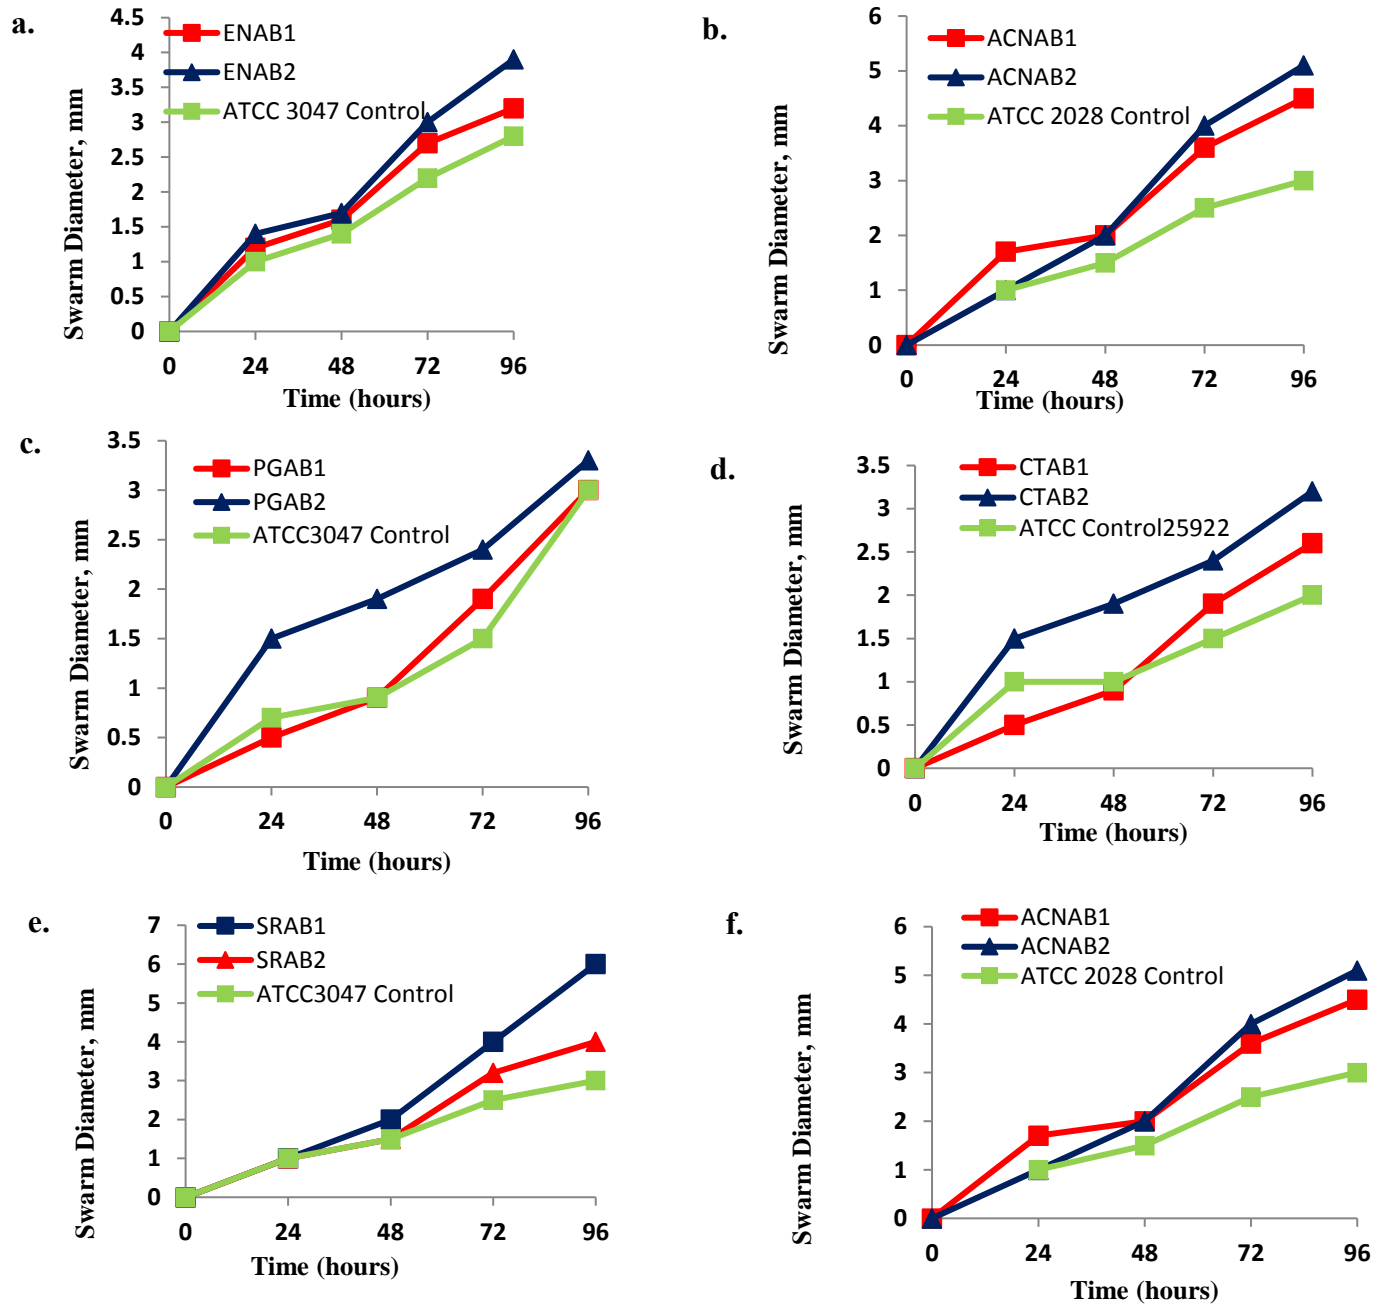 a.
ENAB1
ENAB2
ATCC 3047 Control
Swarm Diameter, mm
4.5
4
3.5
3
2.5
2
1.5
1
0.5
0
0 24 48 72 96
Time (hours)
b.
ACNAB1
ACNAB2
ATCC 2028 Control
Swarm Diameter, mm
6
5
4
3
2
1
0
0 24 48 72 96
Time (hours)
c.
PGAB1
PGAB2
ATCC3047 Control
Swarm Diameter, mm
3.5
3
2.5
2
1.5
1
0.5
0
0 24 48 72 96
Time (hours)
d.
CTAB1
CTAB2
ATCC Control25922
Swarm Diameter, mm
3.5
3
2.5
2
1.5
1
0.5
0
0 24 48 72 96
Time (hours)
e.
SRAB1
SRAB2
ATCC3047 Control
Swarm Diameter, mm
7
6
5
4
3
2
1
0
0 24 48 72 96
Time (hours)
f.
ACNAB1
ACNAB2
ATCC 2028 Control
Swarm Diameter, mm
6
5
4
3
2
1
0
0 24 48 72 96
Time (hours)